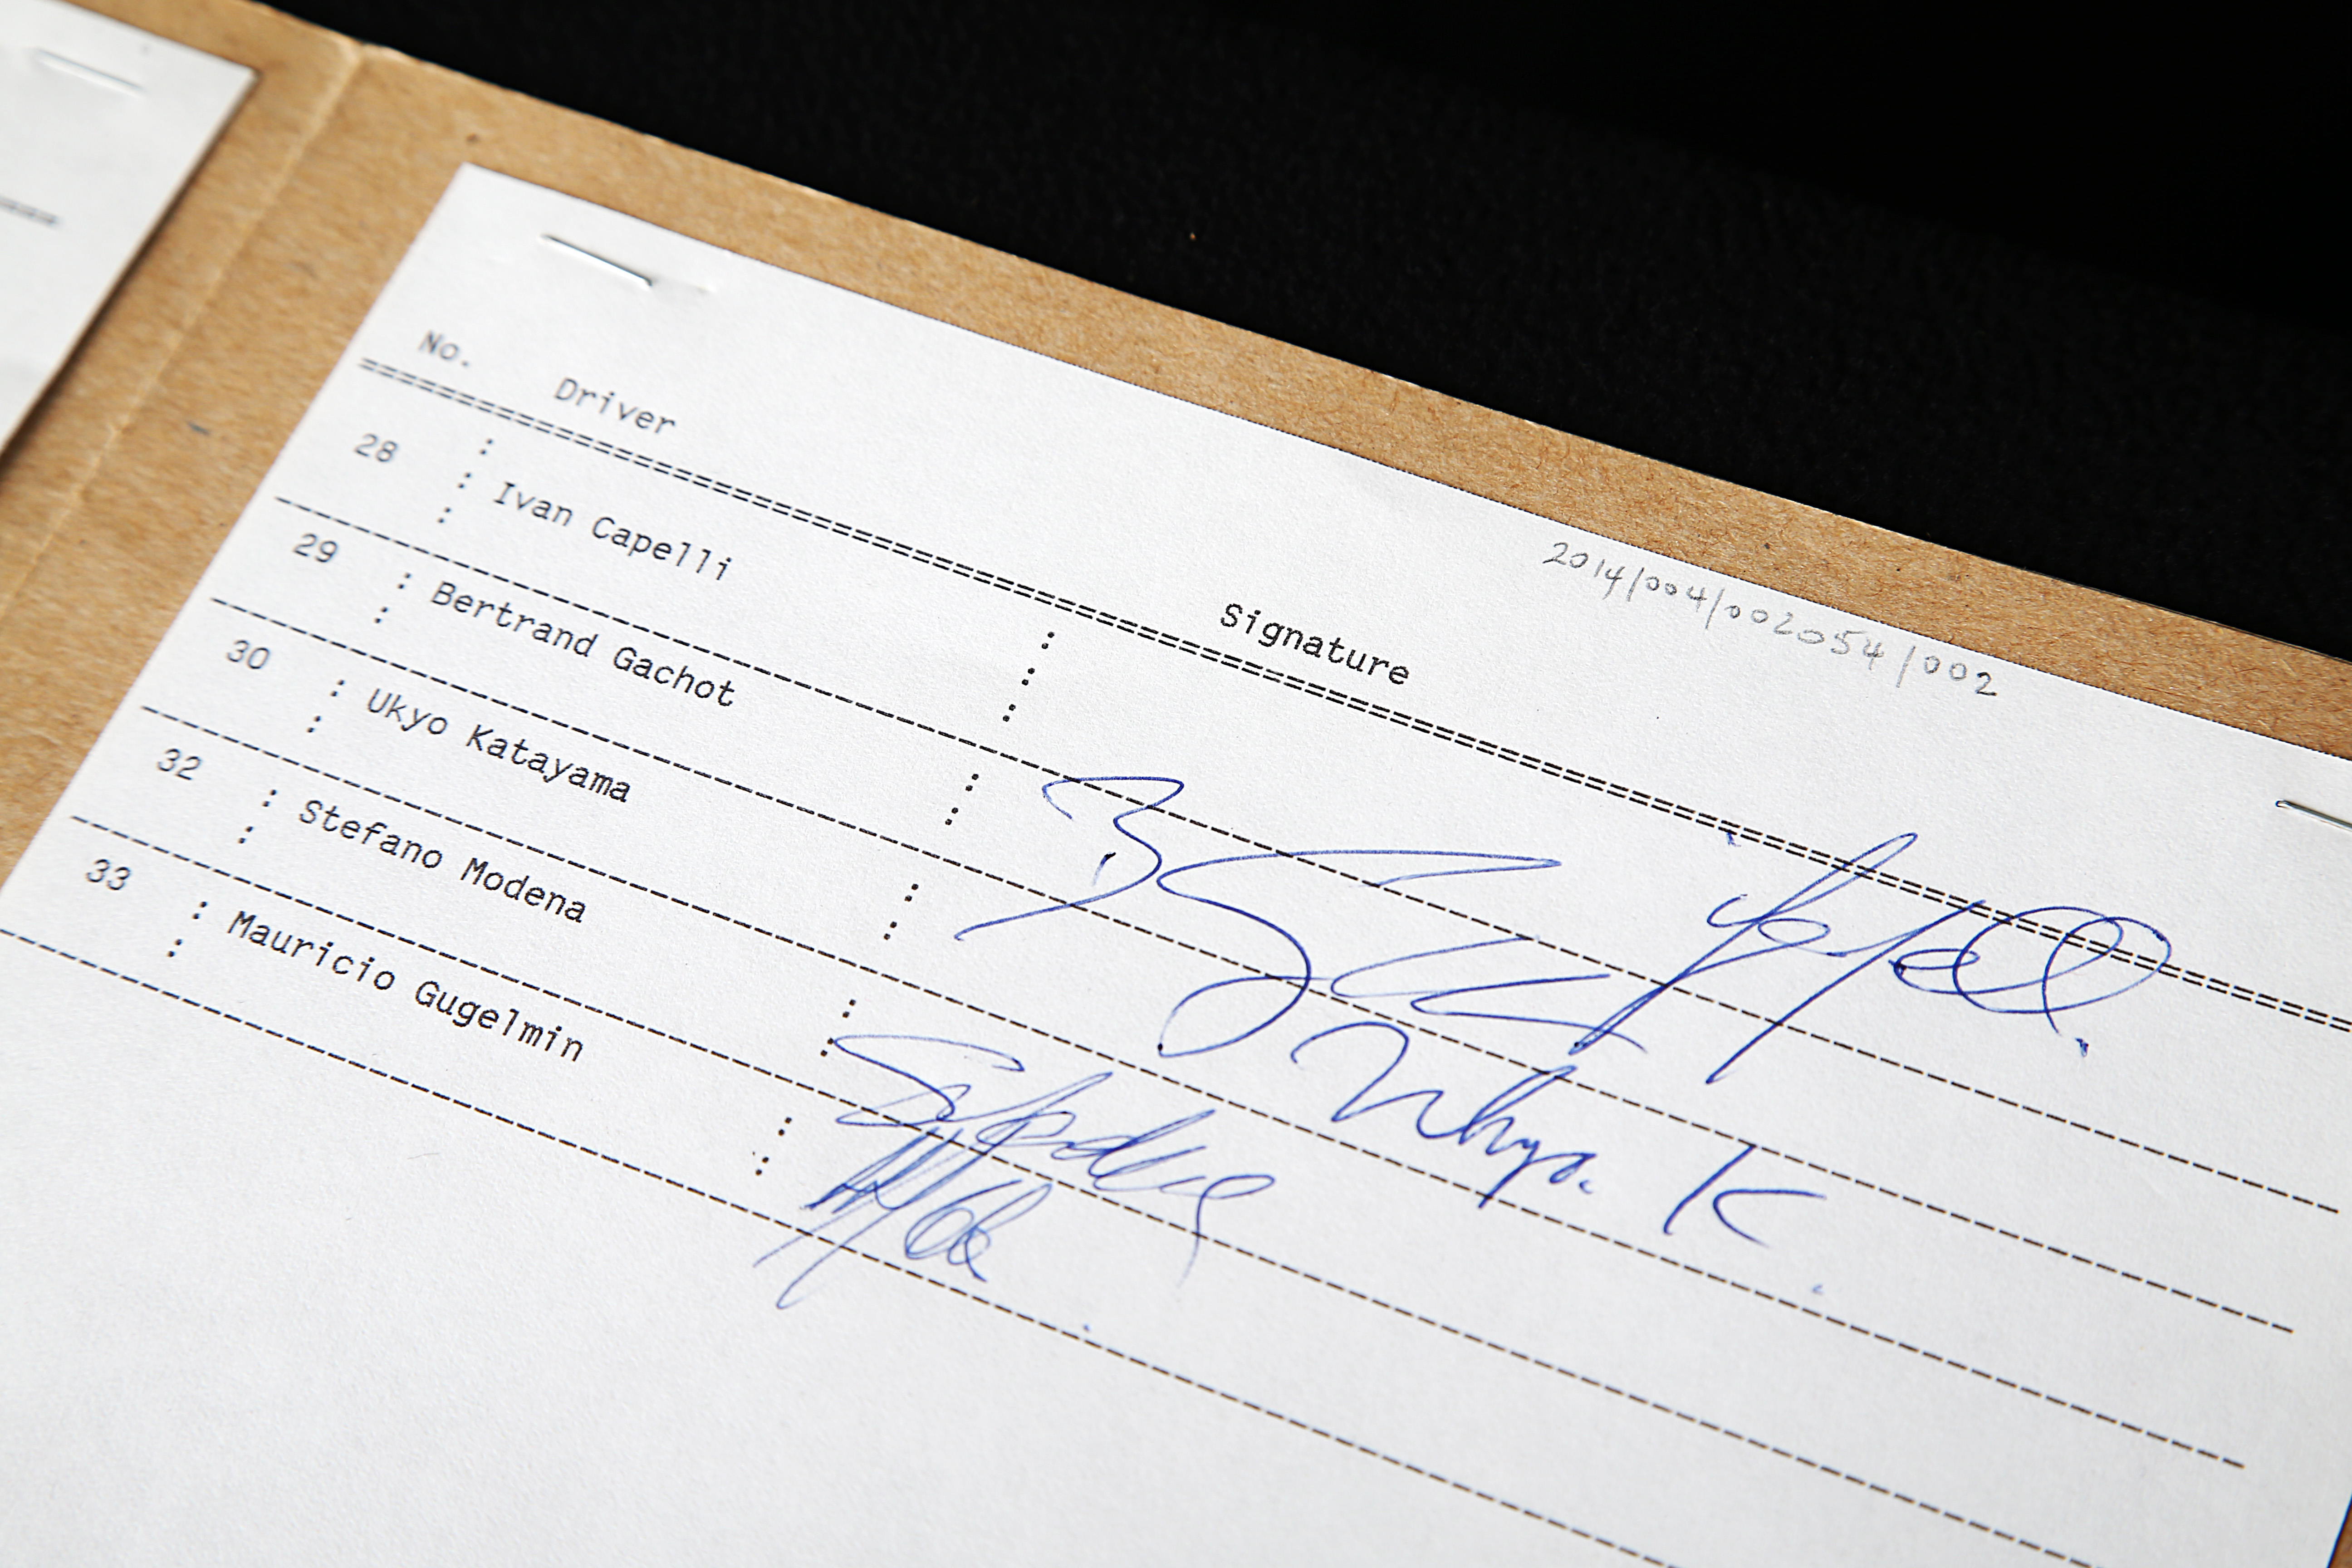 2014/004/002054/002
No. Driver Signature
28 : Ivan Capelli :
29 : Bertrand Gachot :
30 : Ukyo Katayama : Ukyo. K
32 : Stefano Modena :
33 : Mauricio Gugelmin :